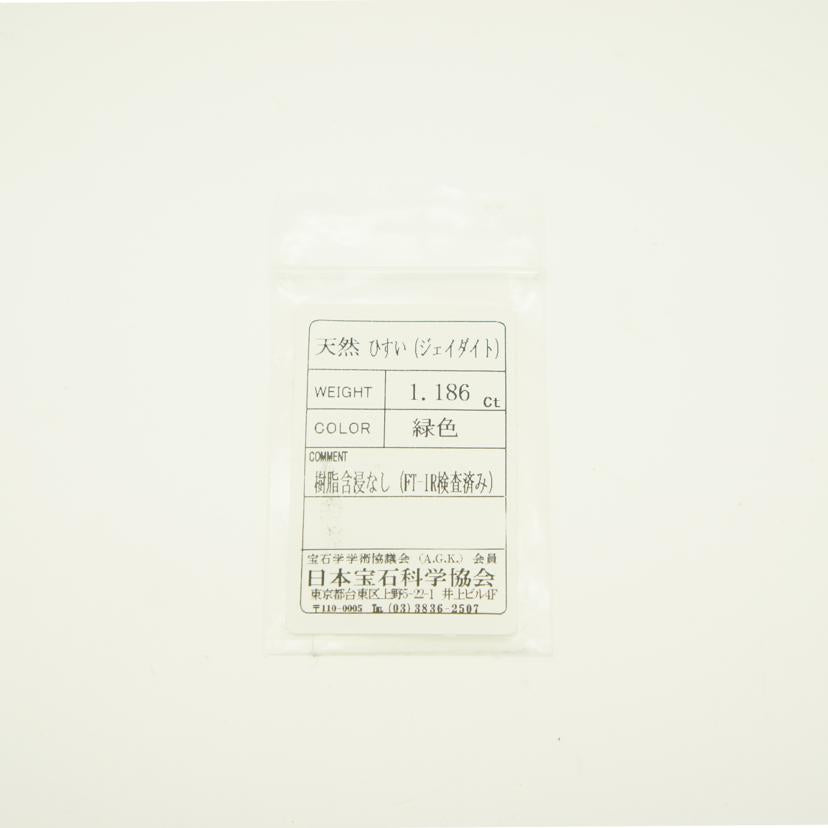 天然 ひすい (ジェイダイト)
WEIGHT 1.186 Ct
COLOR 緑色
COMMENT
樹脂含浸なし (FT-IR検査済み)
宝石学学術協議会 (A.G.K.) 会員
日本宝石科学協会
東京都台東区上野5-22-1 井上ビル4F
〒110-0005 ℡ (03) 3836-2507